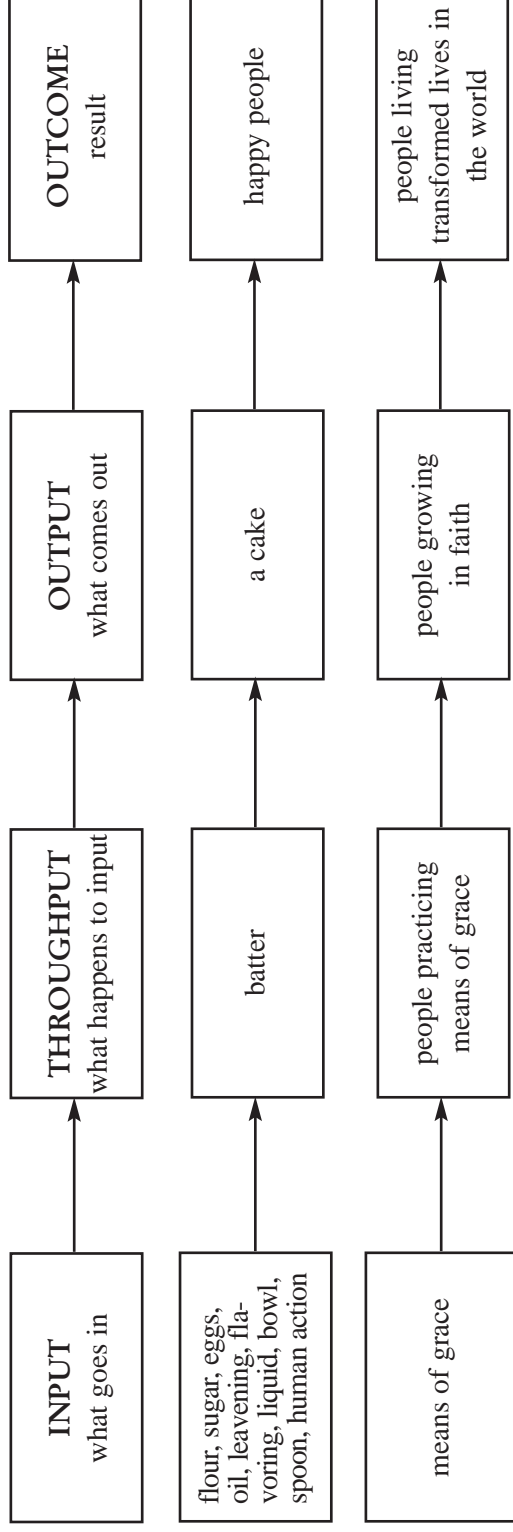 INPUT
what goes in
THROUGHPUT
what happens to input
OUTPUT
what comes out
OUTCOME
result
flour, sugar, eggs,
oil, leavening, fla-
voring, liquid, bowl,
spoon, human action
batter
a cake
happy people
means of grace
people practicing
means of grace
people growing
in faith
people living
transformed lives in
the world